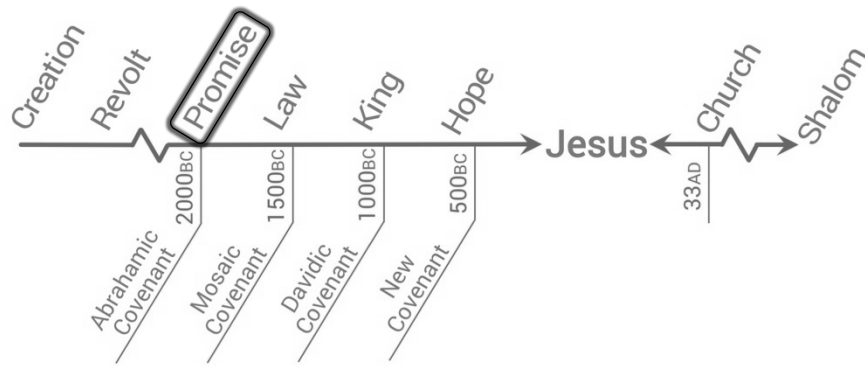 Creation
Revolt
Promise
Law
King
Hope
Jesus
Church
Shalom
2000BC
1500BC
1000BC
500BC
33AD
Abrahamic
Covenant
Mosaic
Covenant
Davidic
Covenant
New
Covenant